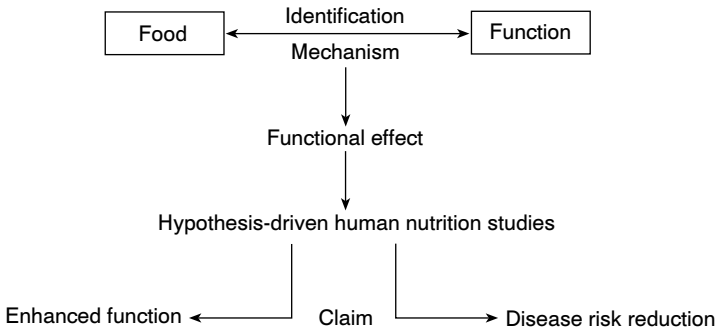 Identification
Food
Function
Mechanism
Functional effect
Hypothesis-driven human nutrition studies
Enhanced function
Claim
Disease risk reduction